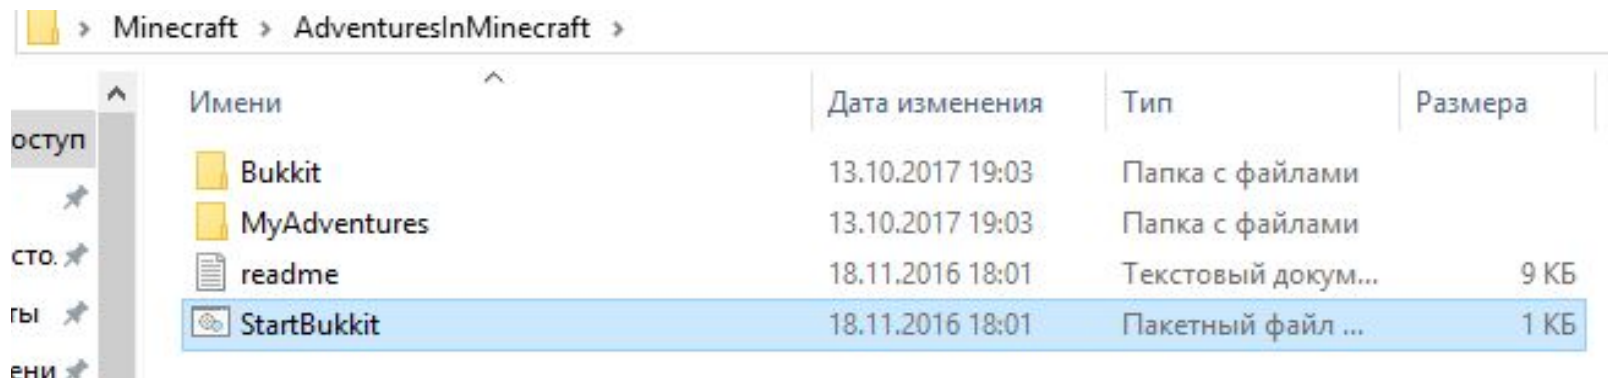 Minecraft > AdventuresInMinecraft >
Имени Дата изменения Тип Размера
оступ
Bukkit 13.10.2017 19:03 Папка с файлами
MyAdventures 13.10.2017 19:03 Папка с файлами
сто.
readme 18.11.2016 18:01 Текстовый докум... 9 КБ
ты
StartBukkit 18.11.2016 18:01 Пакетный файл ... 1 КБ
ени